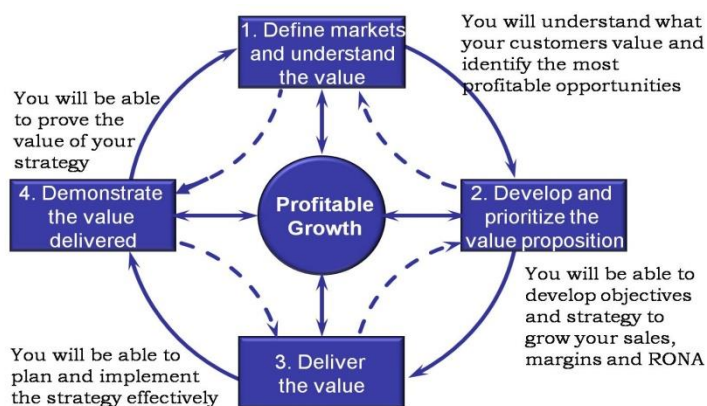 1. Define markets
and understand
the value
You will understand what
your customers value and
identify the most
profitable opportunities
You will be able
to prove the
value of your
strategy
4. Demonstrate
the value
delivered
Profitable
Growth
2. Develop and
prioritize the
value proposition
You will be able to
develop objectives
and strategy to
grow your sales,
margins and RONA
You will be able to
plan and implement
the strategy effectively
3. Deliver
the value